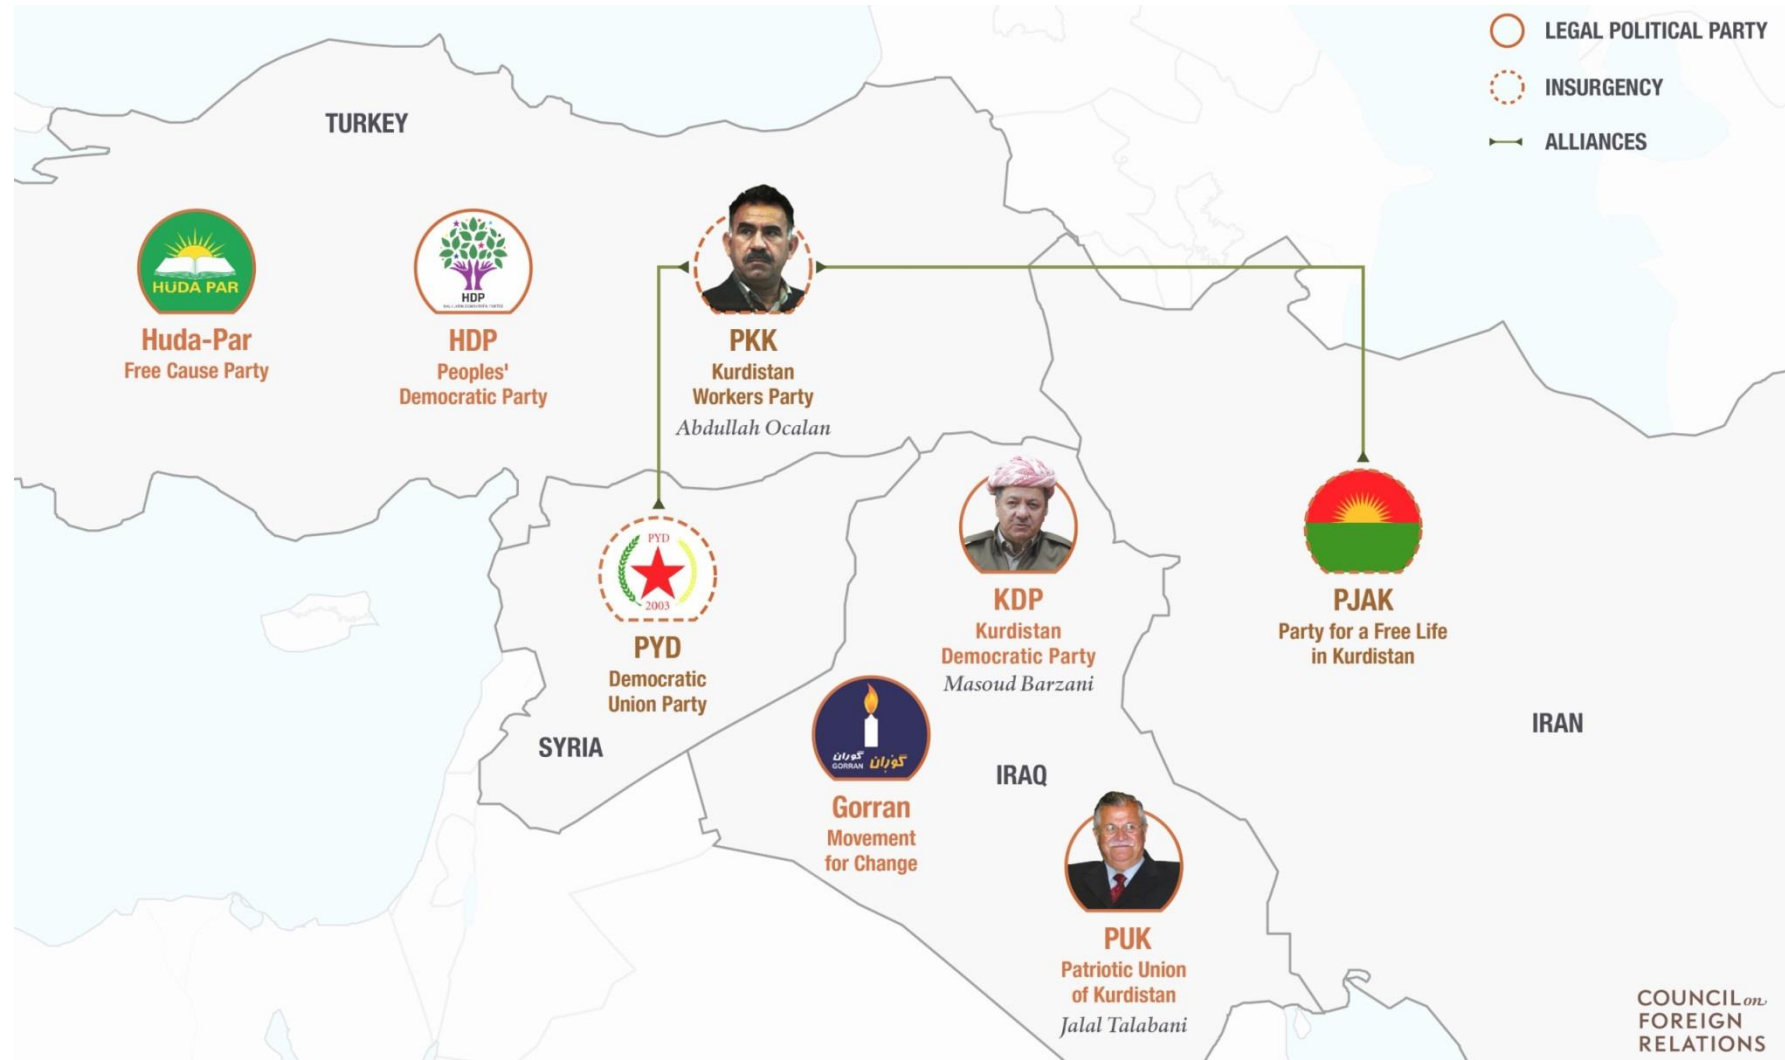 LEGAL POLITICAL PARTY
INSURGENCY
ALLIANCES
TURKEY
HÜDA PAR
Huda-Par
Free Cause Party
HDP
HDP
Peoples'
Democratic Party
PKK
Kurdistan
Workers Party
Abdullah Ocalan
PYD
2003
PYD
Democratic
Union Party
SYRIA
KDP
Kurdistan
Democratic Party
Masoud Barzani
گوران
GORRAN
گۆڕان
Gorran
Movement
for Change
IRAQ
PUK
Patriotic Union
of Kurdistan
Jalal Talabani
PJAK
Party for a Free Life
in Kurdistan
IRAN
COUNCIL on
FOREIGN
RELATIONS